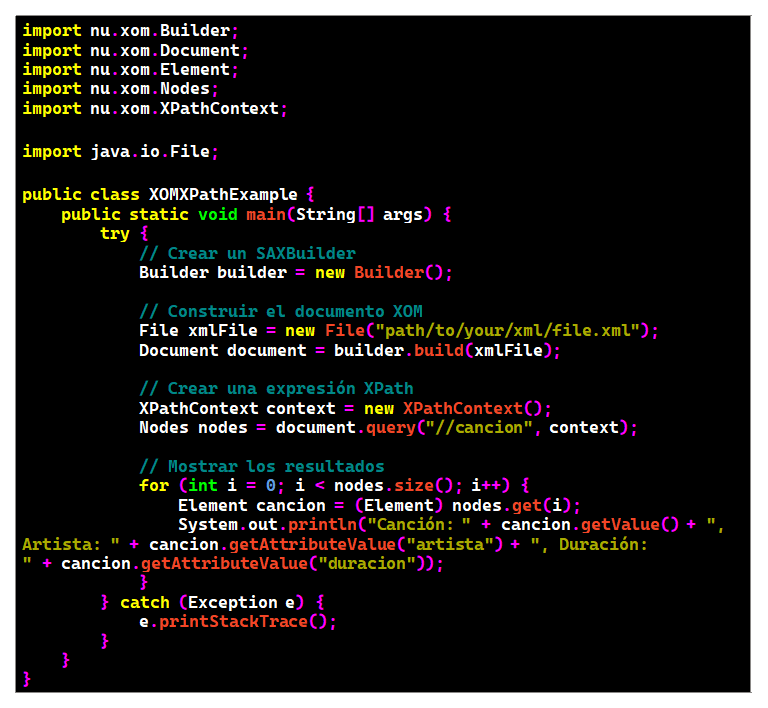 import nu.xom.Builder;
import nu.xom.Document;
import nu.xom.Element;
import nu.xom.Nodes;
import nu.xom.XPathContext;

import java.io.File;

public class XOMXPathExample {
    public static void main(String[] args) {
        try {
            // Crear un SAXBuilder
            Builder builder = new Builder();

            // Construir el documento XOM
            File xmlFile = new File("path/to/your/xml/file.xml");
            Document document = builder.build(xmlFile);

            // Crear una expresión XPath
            XPathContext context = new XPathContext();
            Nodes nodes = document.query("//cancion", context);

            // Mostrar los resultados
            for (int i = 0; i < nodes.size(); i++) {
                Element cancion = (Element) nodes.get(i);
                System.out.println("Canción: " + cancion.getValue() + ",
Artista: " + cancion.getAttributeValue("artista") + ", Duración:
" + cancion.getAttributeValue("duracion"));
            }
        } catch (Exception e) {
            e.printStackTrace();
        }
    }
}